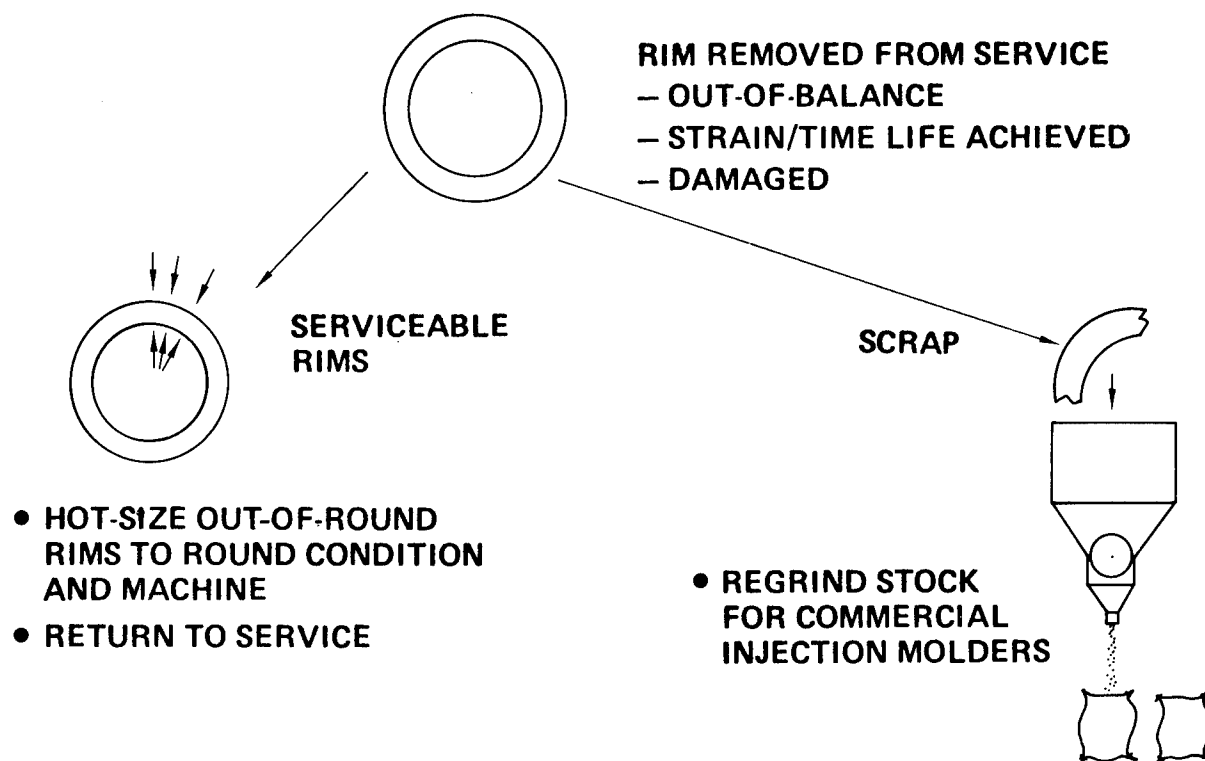 RIM REMOVED FROM SERVICE
– OUT-OF-BALANCE
– STRAIN/TIME LIFE ACHIEVED
– DAMAGED
SERVICEABLE
RIMS
SCRAP
• HOT-SIZE OUT-OF-ROUND
RIMS TO ROUND CONDITION
AND MACHINE
• RETURN TO SERVICE
• REGRIND STOCK
FOR COMMERCIAL
INJECTION MOLDERS